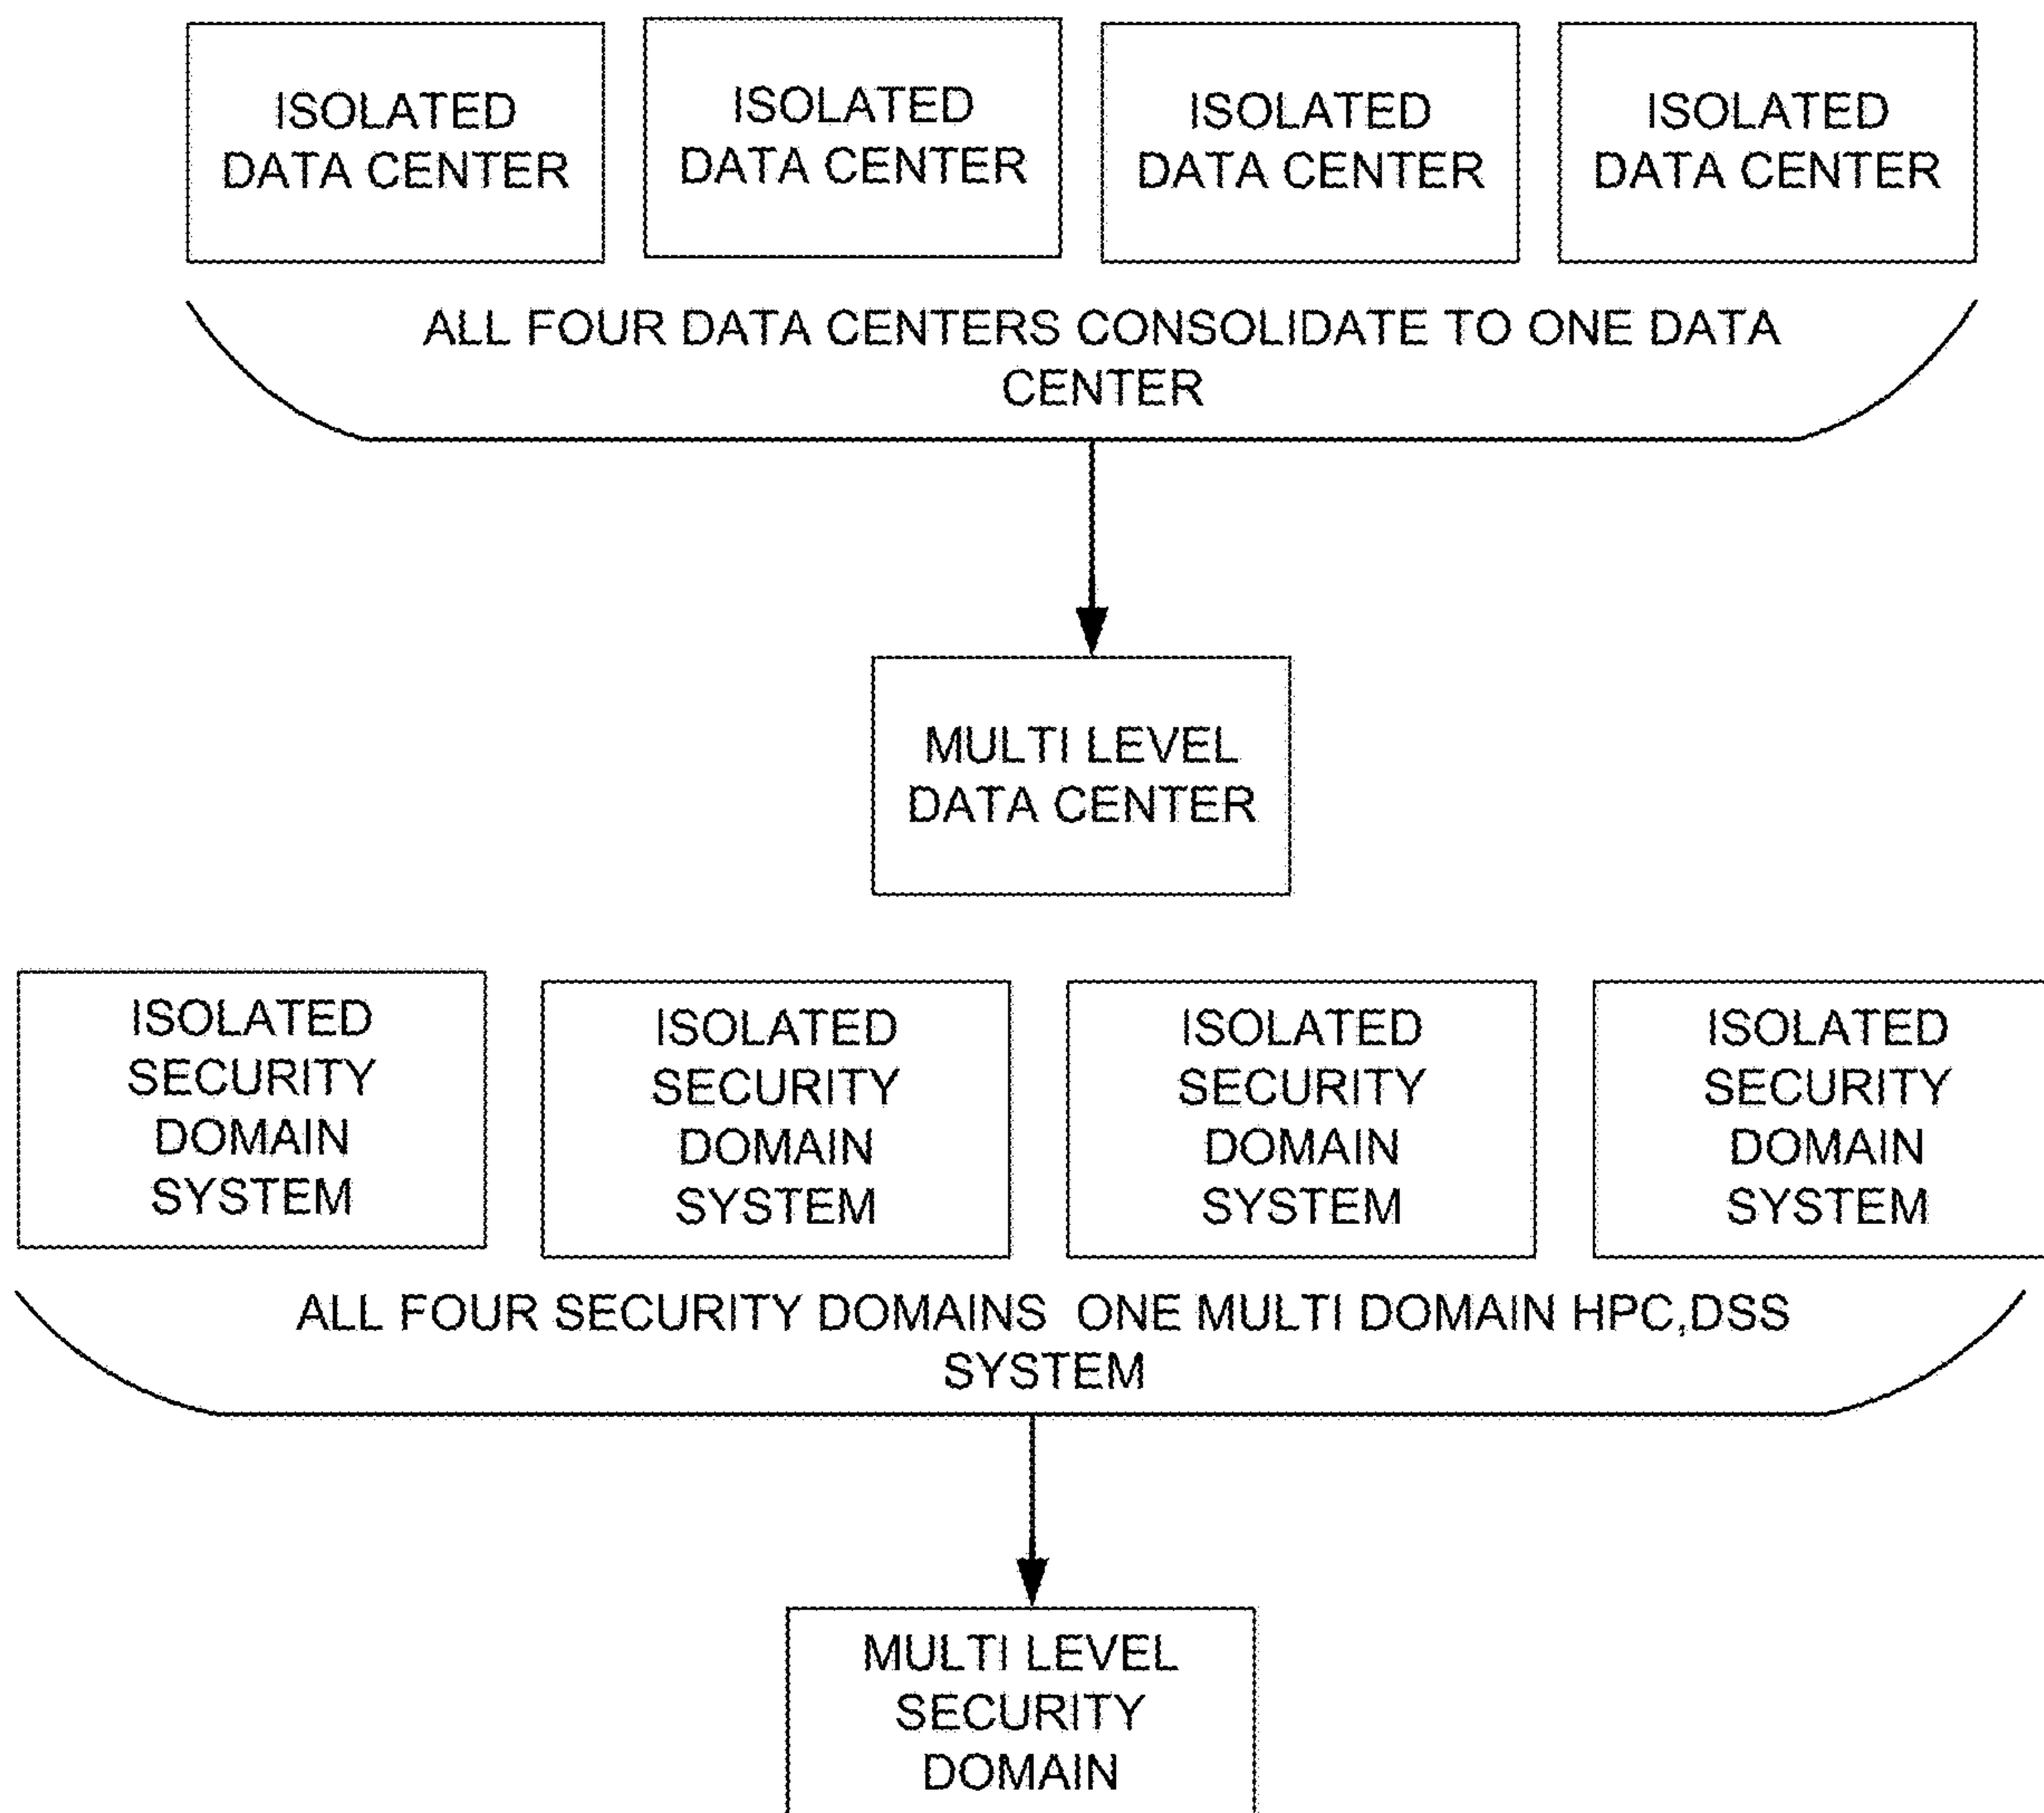 ISOLATED
DATA CENTER
ISOLATED
DATA CENTER
ISOLATED
DATA CENTER
ISOLATED
DATA CENTER
ALL FOUR DATA CENTERS CONSOLIDATE TO ONE DATA
CENTER
MULTI LEVEL
DATA CENTER
ISOLATED
SECURITY
DOMAIN
SYSTEM
ISOLATED
SECURITY
DOMAIN
SYSTEM
ISOLATED
SECURITY
DOMAIN
SYSTEM
ISOLATED
SECURITY
DOMAIN
SYSTEM
ALL FOUR SECURITY DOMAINS ONE MULTI DOMAIN HPC,DSS
SYSTEM
MULTI LEVEL
SECURITY
DOMAIN